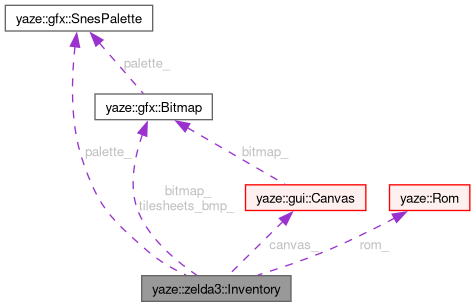 yaze::gfx::SnesPalette
palette_
yaze::gfx::Bitmap
palette_
bitmap_
bitmap_
tilesheets_bmp_
yaze::gui::Canvas
yaze::Rom
canvas_
rom_
yaze::zelda3::Inventory